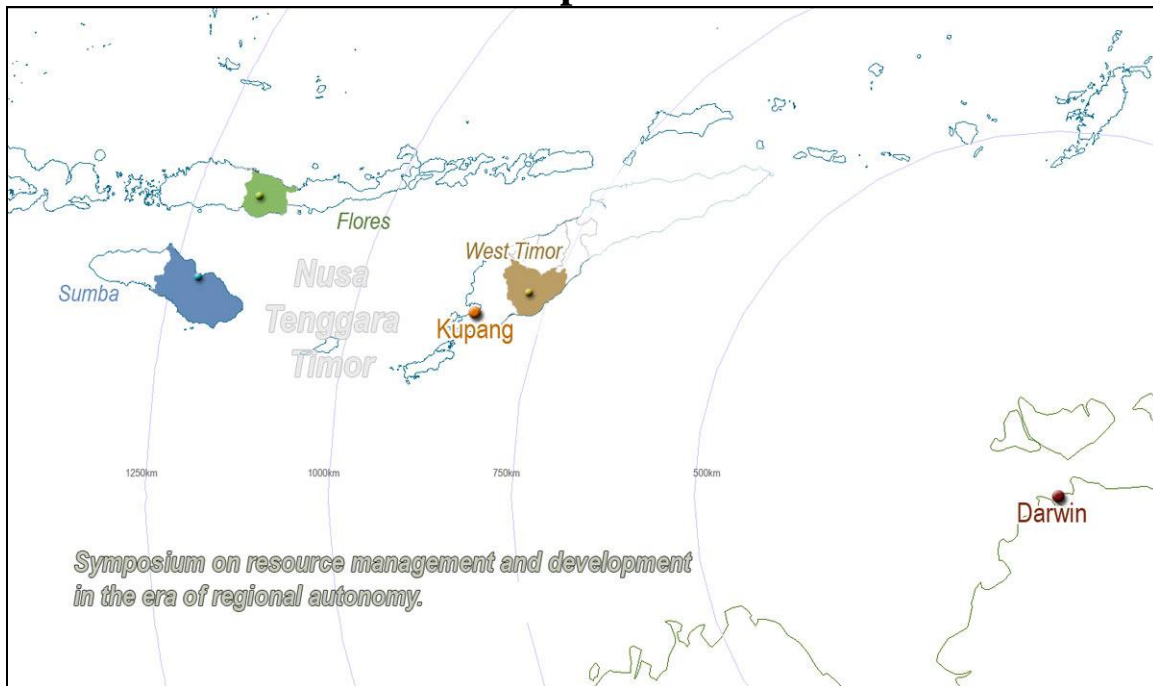 Flores
West Timor
Sumba
Nusa
Tenggara
Timor
Kupang
1250km
1000km
750km
500km
Darwin
Symposium on resource management and development
in the era of regional autonomy.